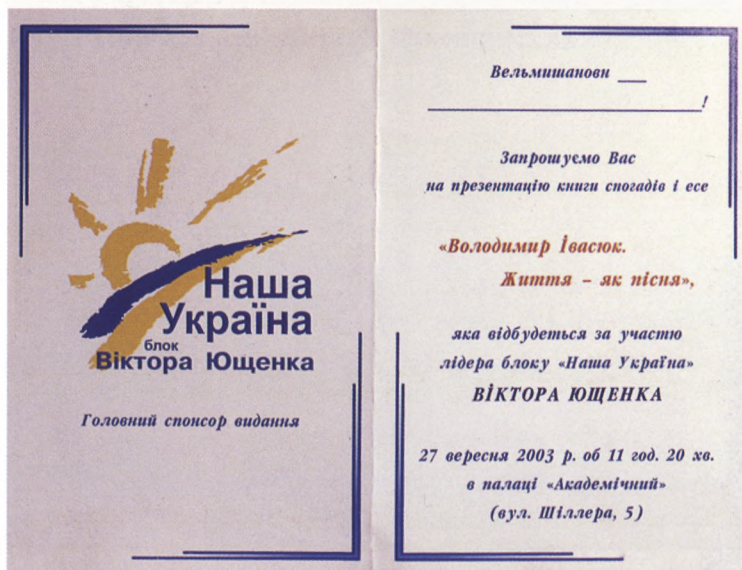 Наша
Україна
блок
Віктора Ющенка
Головний спонсор видання
Вельмишановн ___
______________________________!
Запрошуємо Вас
на презентацію книги спогадів і есе
«Володимир Івасюк.
Життя – як пісня»,
яка відбудеться за участю
лідера блоку «Наша Україна»
ВІКТОРА ЮЩЕНКА
27 вересня 2003 р. об 11 год. 20 хв.
в палаці «Академічний»
(вул. Шіллера, 5)